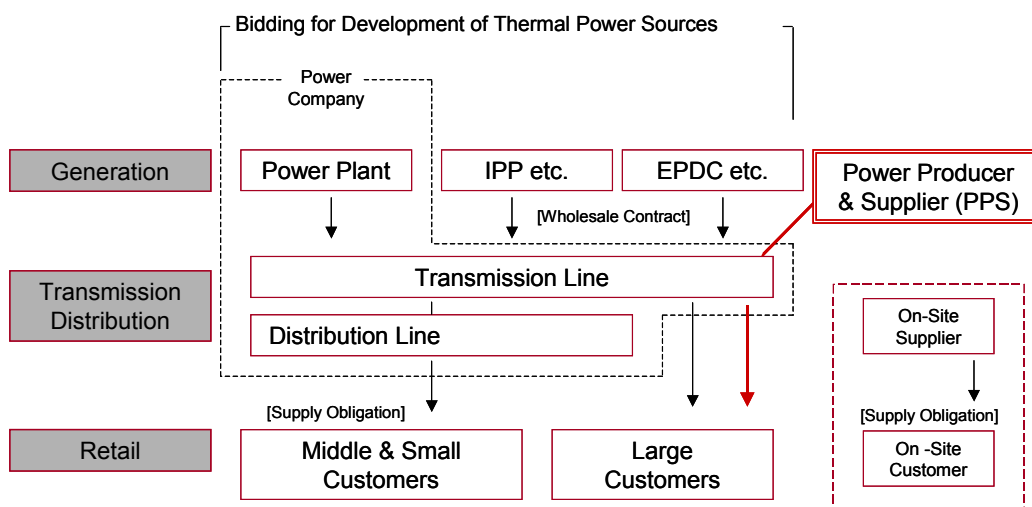 Bidding for Development of Thermal Power Sources
Power
Company
Generation
Power Plant
IPP etc.
EPDC etc.
Power Producer
& Supplier (PPS)
[Wholesale Contract]
Transmission
Distribution
Transmission Line
Distribution Line
On-Site
Supplier
[Supply Obligation]
[Supply Obligation]
Retail
Middle & Small
Customers
Large
Customers
On -Site
Customer